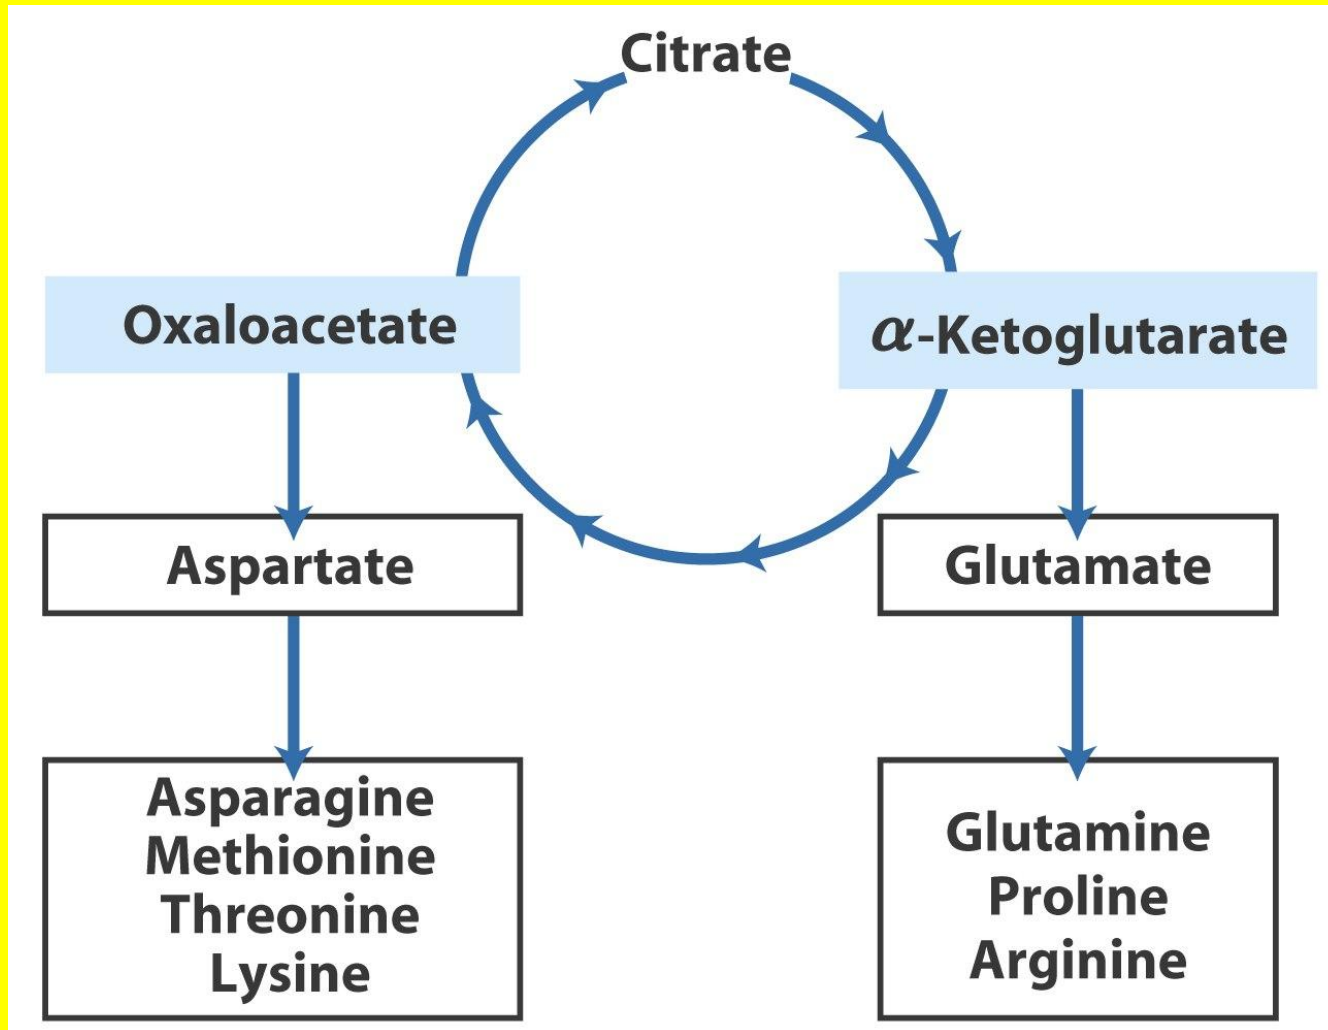 Citrate
Oxaloacetate
α-Ketoglutarate
Aspartate
Glutamate
Asparagine
Methionine
Threonine
Lysine
Glutamine
Proline
Arginine